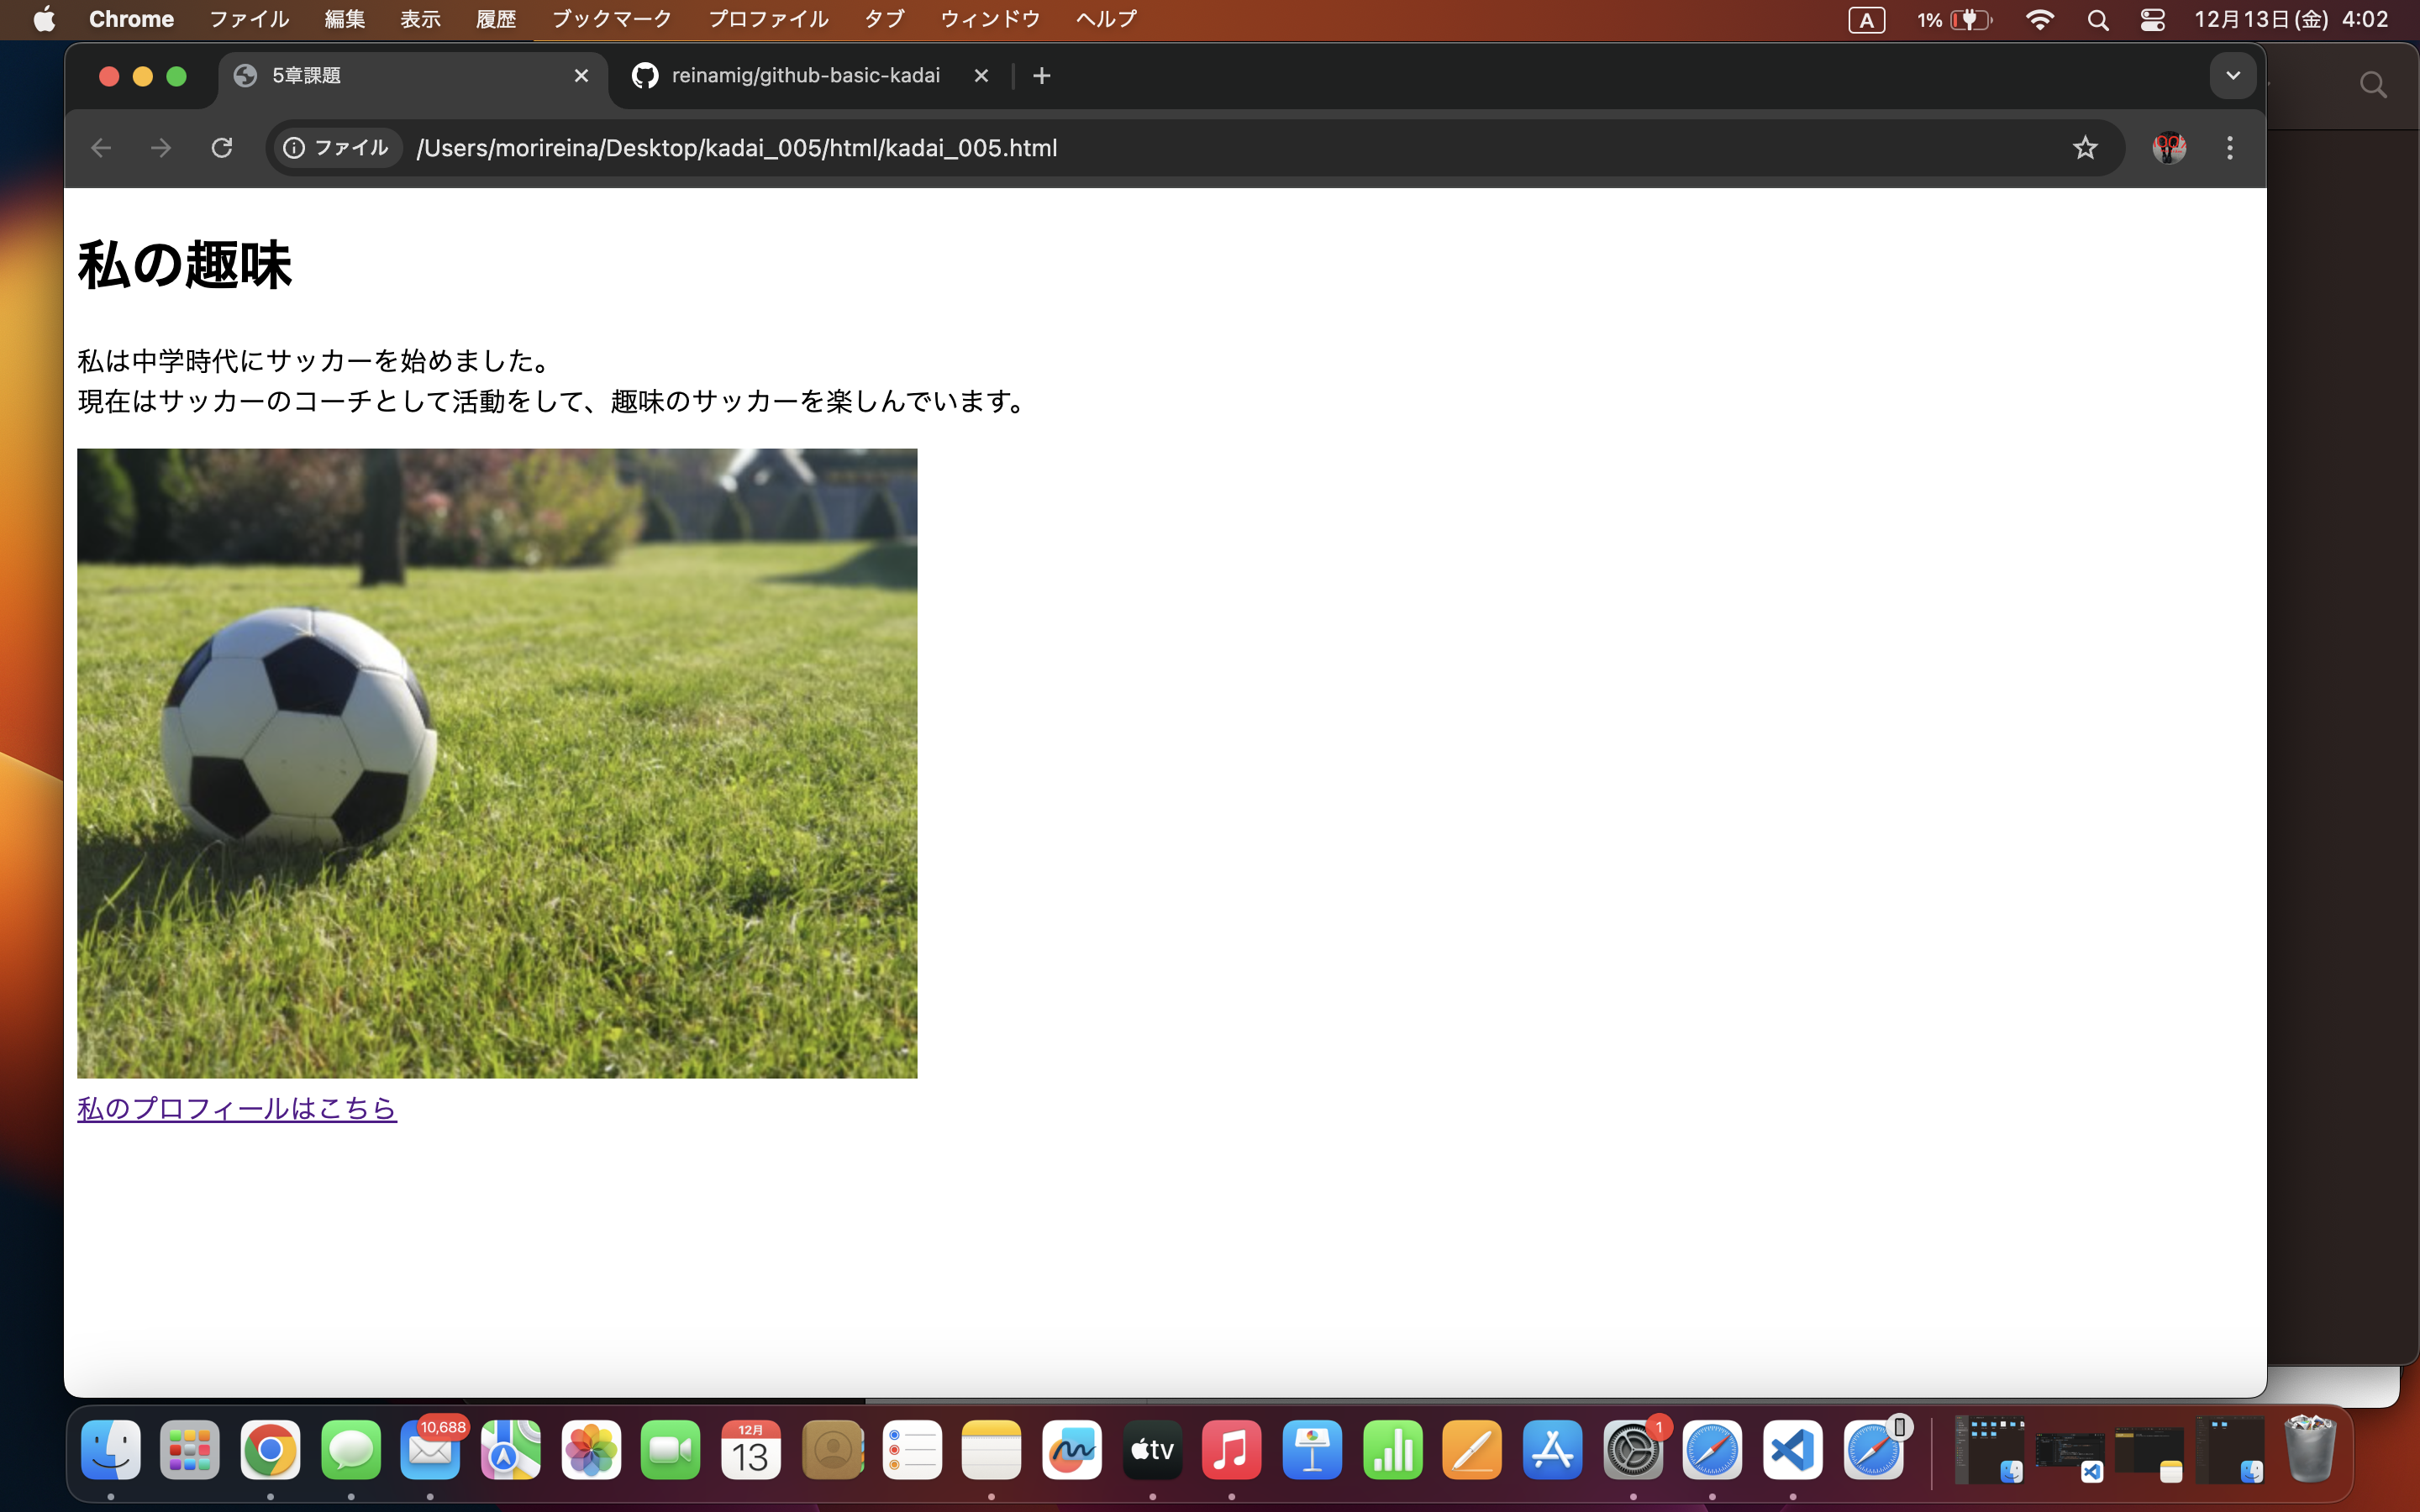 Chrome ファイル 編集 表示 履歴 ブックマーク プロファイル タブ ウィンドウ ヘルプ A 1% 12月13日(金) 4:02
5章課題 reinamig/github-basic-kadai
ファイル /Users/morireina/Desktop/kadai_005/html/kadai_005.html
私の趣味
私は中学時代にサッカーを始めました。
現在はサッカーのコーチとして活動をして、趣味のサッカーを楽しんでいます。
私のプロフィールはこちら
10,688
12月
13
tv
1